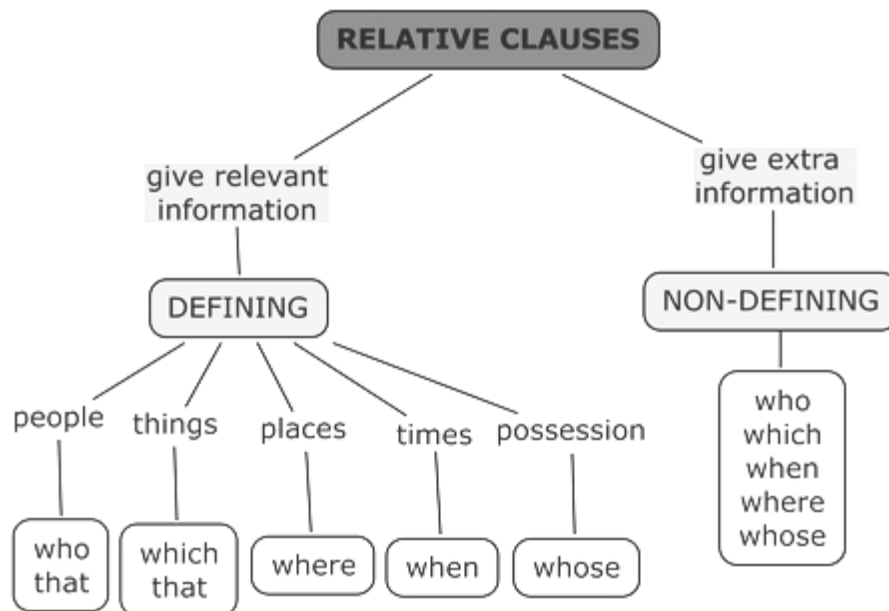 RELATIVE CLAUSES
give relevant
information
give extra
information
DEFINING
NON-DEFINING
people
things
places
times
possession
who
that
which
that
where
when
whose
who
which
when
where
whose